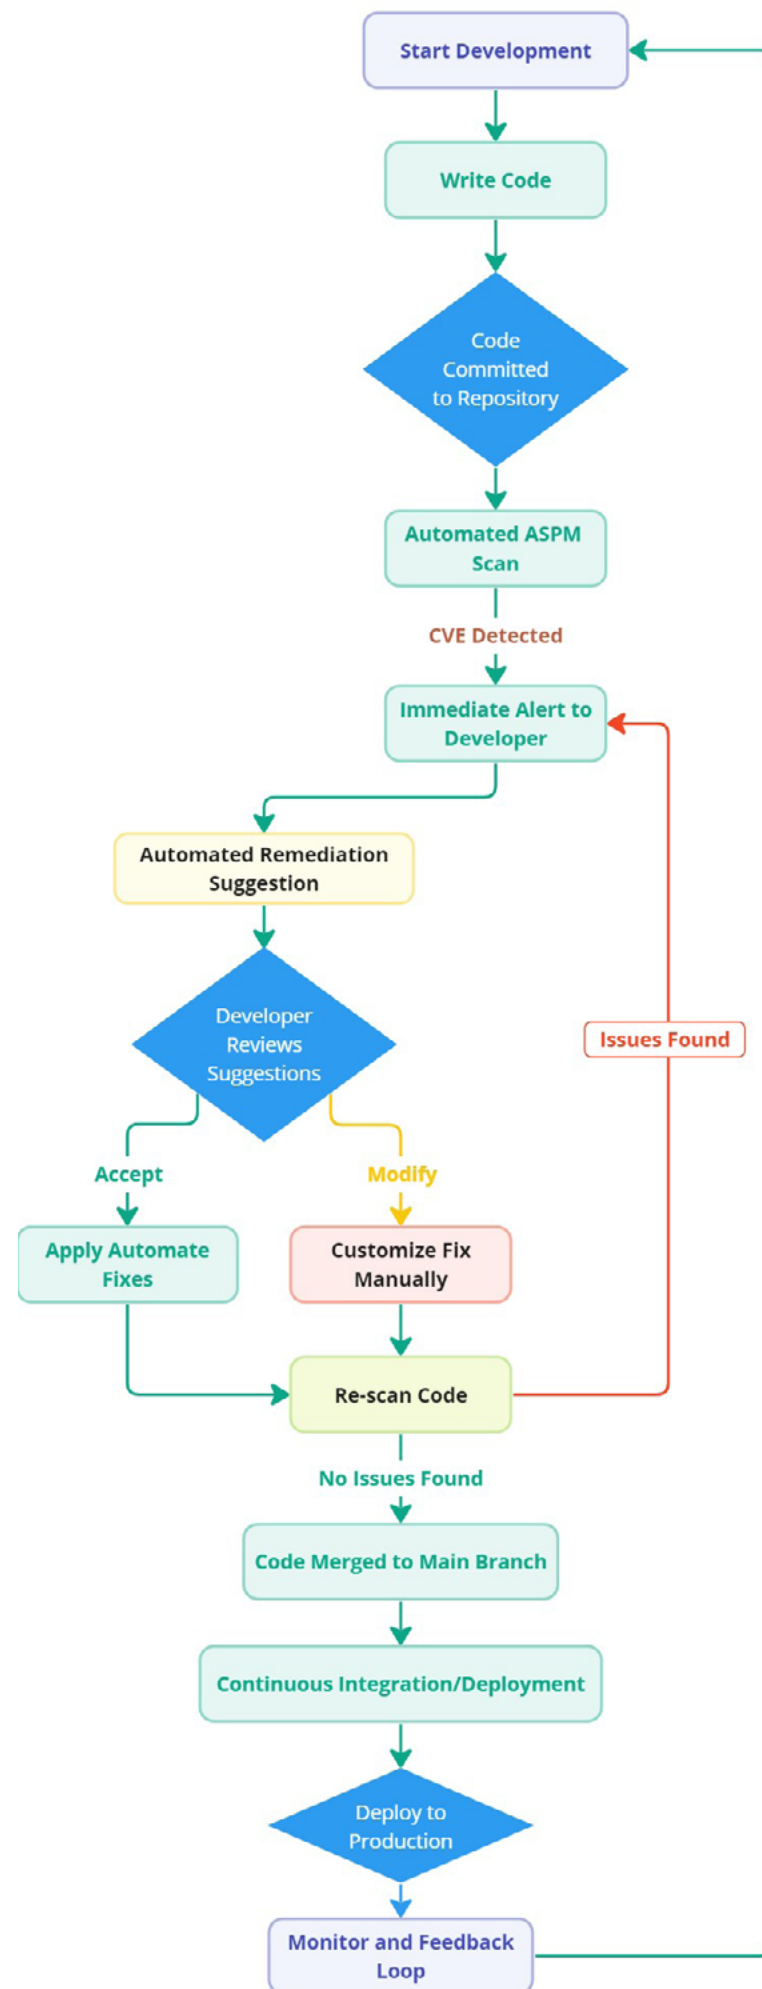 Start Development
Write Code
Code
Committed
to Repository
Automated ASPM
Scan
CVE Detected
Immediate Alert to
Developer
Automated Remediation
Suggestion
Developer
Reviews
Suggestions
Issues Found
Accept
Modify
Apply Automate
Fixes
Customize Fix
Manually
Re-scan Code
No Issues Found
Code Merged to Main Branch
Continuous Integration/Deployment
Deploy to
Production
Monitor and Feedback
Loop